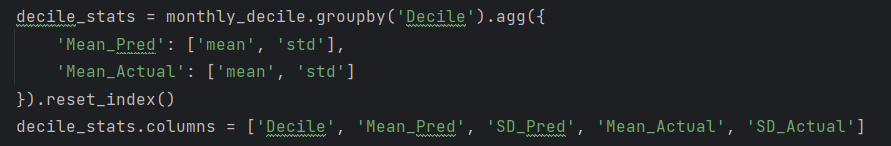 decile_stats = monthly_decile.groupby('Decile').agg({
    'Mean_Pred': ['mean', 'std'],
    'Mean_Actual': ['mean', 'std']
}).reset_index()
decile_stats.columns = ['Decile', 'Mean_Pred', 'SD_Pred', 'Mean_Actual', 'SD_Actual']